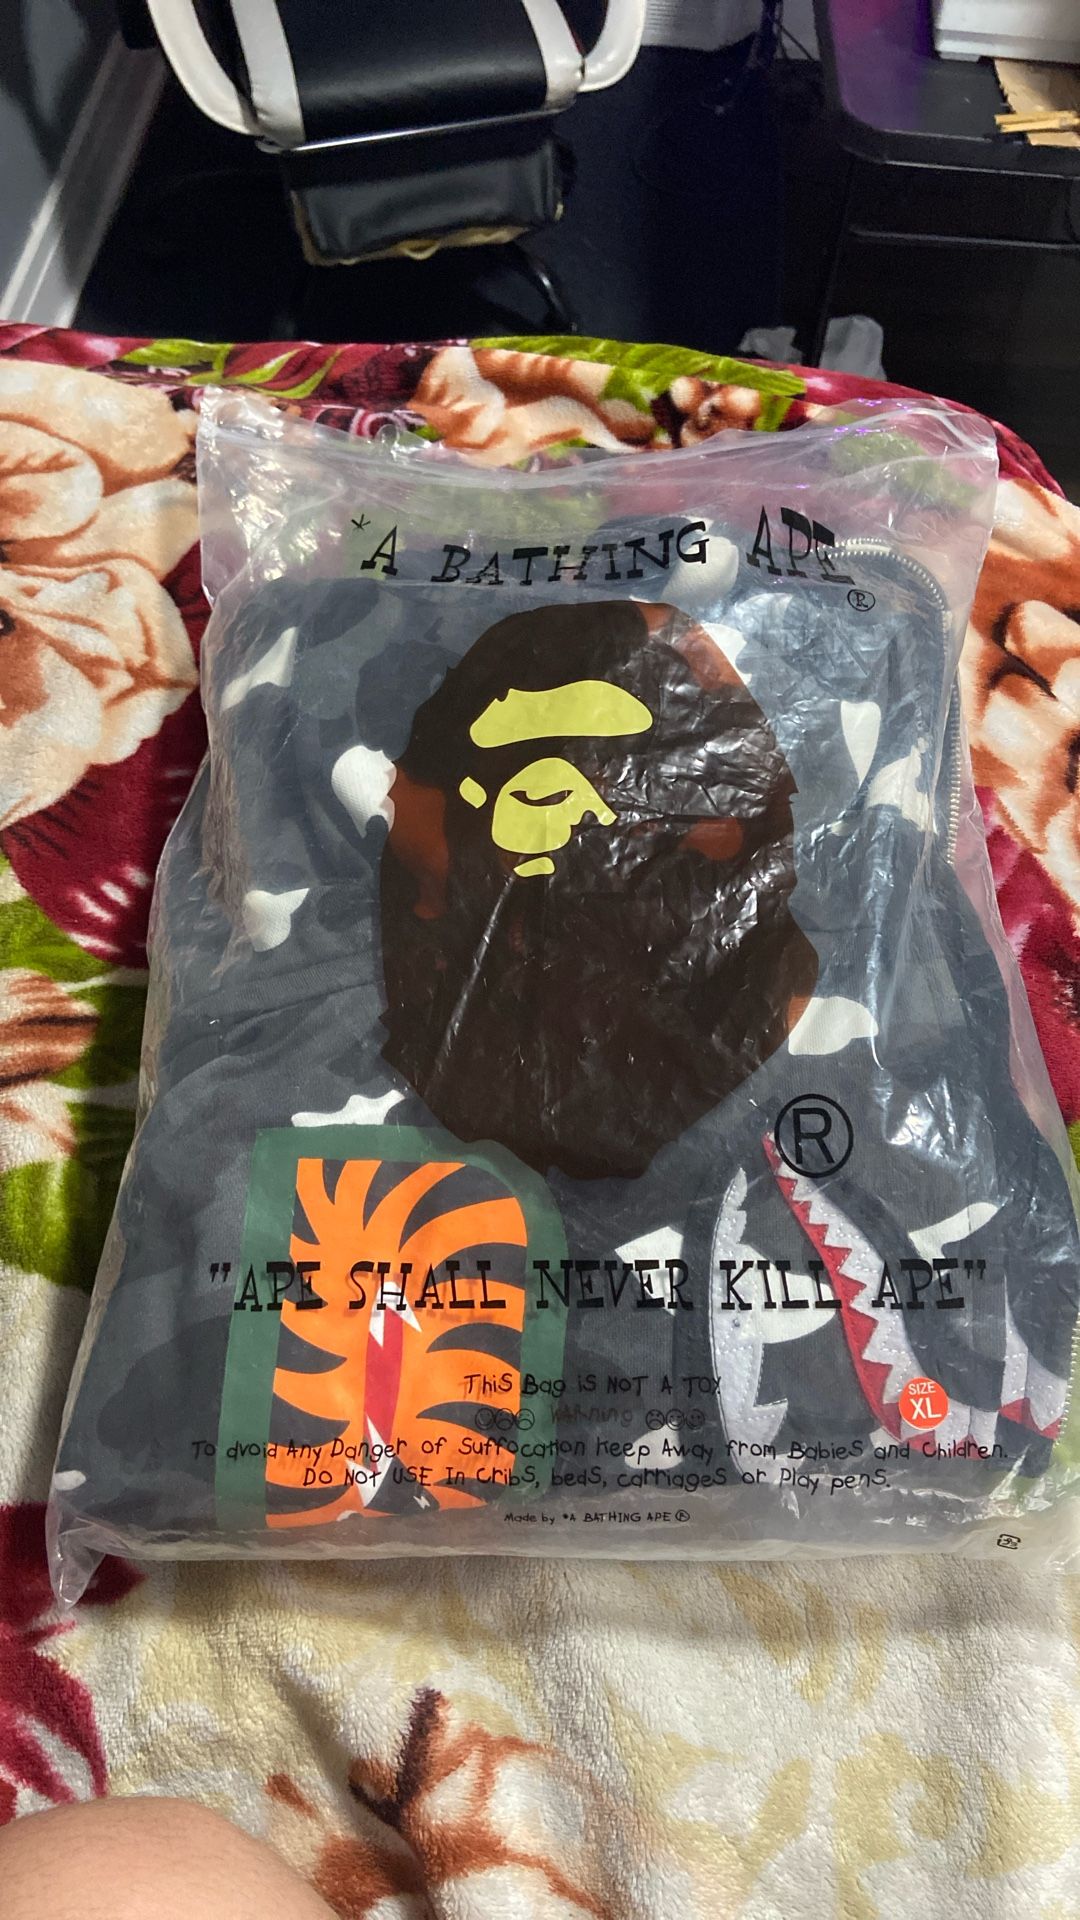 *A BATHING APE
®
®
"APE SHALL NEVER KILL APE"
THiS Bag iS NOT A TOY
WARNing
SIZE
XL
To avoid Any Danger of Suffocation Keep Away from Babies and Children.
DO NOT USE In Cribs, beds, carriages or Play pens.
Made by *A BATHING APE ®